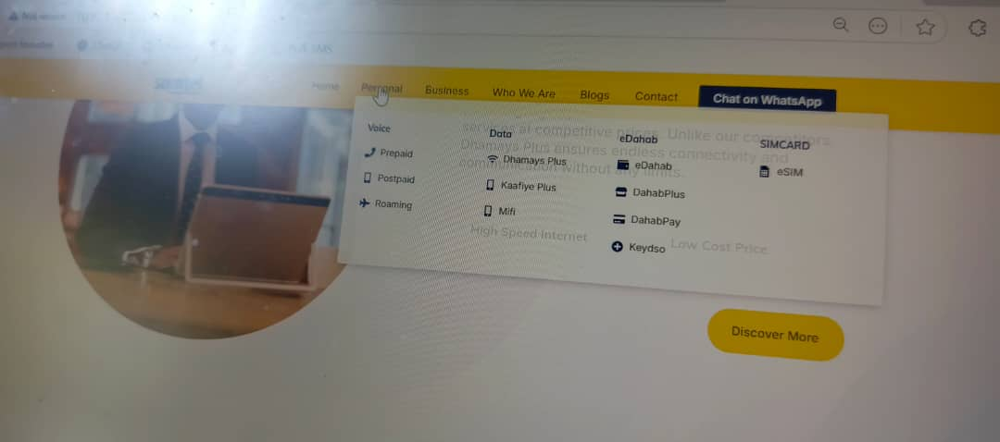 Not secure
SMS
Home Personal Business Who We Are Blogs Contact Chat on WhatsApp
Voice
Prepaid
Postpaid
Roaming
Data
Dhamays Plus
Kaafiye Plus
Mifi
eDahab
eDahab
DahabPlus
DahabPay
Keydso
SIMCARD
eSIM
services at competitive prices. Unlike our competitors,
Dhamays Plus ensures endless connectivity and
communication without any limits.
High Speed Internet
Low Cost Price
Discover More